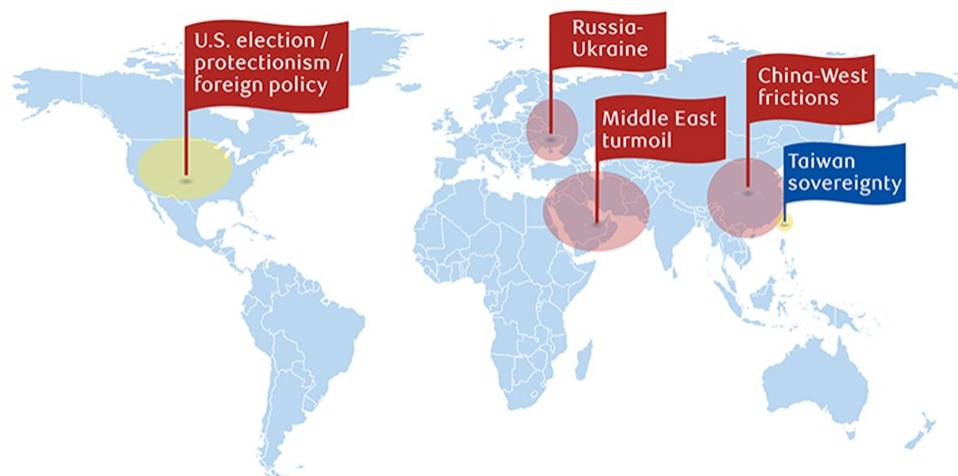 U.S. election /
protectionism /
foreign policy
Russia-
Ukraine
Middle East
turmoil
China-West
frictions
Taiwan
sovereignty